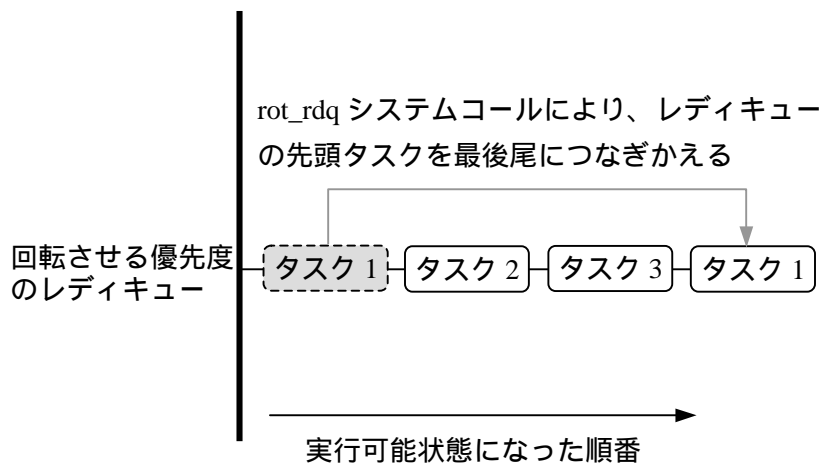 rot_rdq システムコールにより、レディキュー
の先頭タスクを最後尾につなぎかえる
回転させる優先度
のレディキュー
タスク 1
タスク 2
タスク 3
タスク 1
実行可能状態になった順番